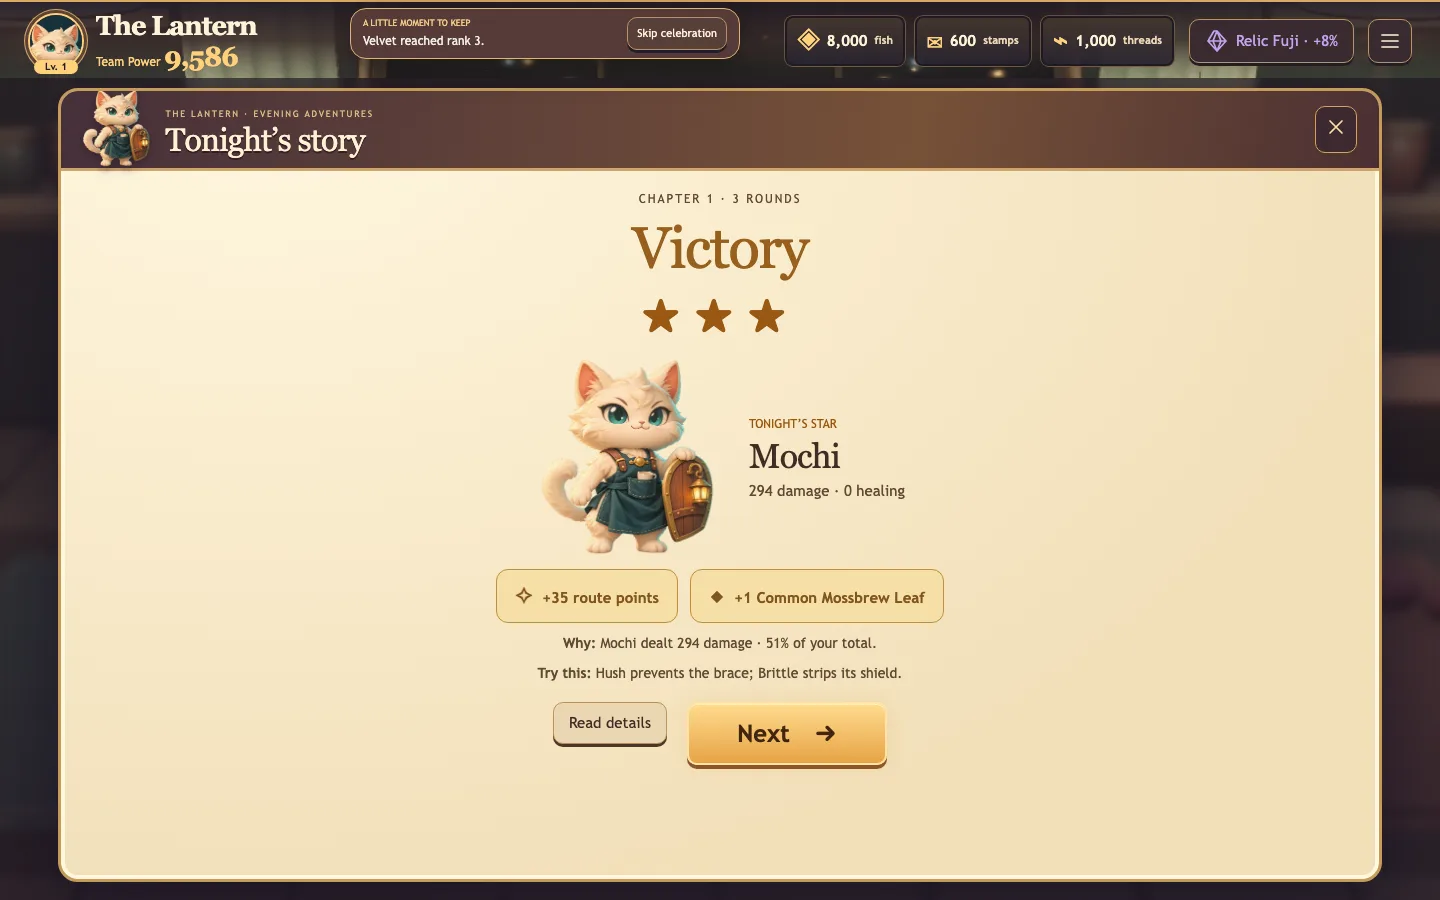 The Lantern
Team Power 9,586
Lv. 1
A LITTLE MOMENT TO KEEP
Velvet reached rank 3.
Skip celebration
8,000 fish
600 stamps
1,000 threads
Relic Fuji · +8%
THE LANTERN · EVENING ADVENTURES
Tonight’s story
CHAPTER 1 · 3 ROUNDS
Victory
TONIGHT’S STAR
Mochi
294 damage · 0 healing
+35 route points
+1 Common Mossbrew Leaf
Why: Mochi dealt 294 damage · 51% of your total.
Try this: Hush prevents the brace; Brittle strips its shield.
Read details
Next →